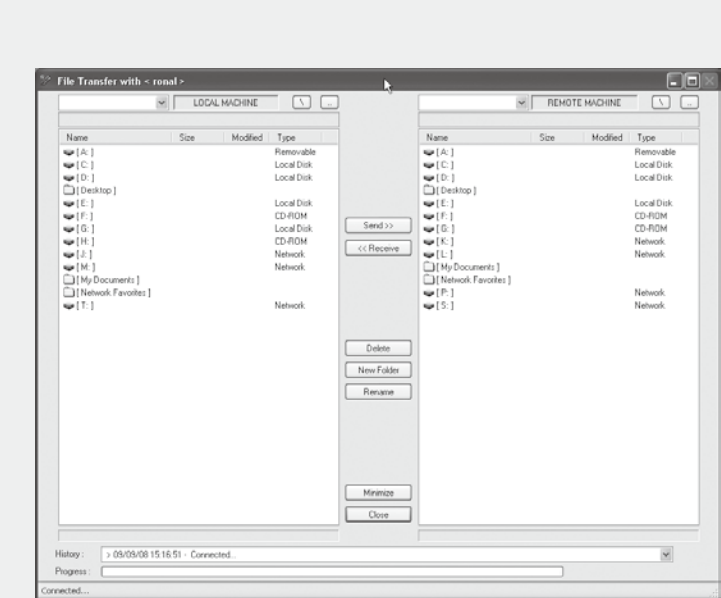 File Transfer with < ronal >
LOCAL MACHINE \ ..
REMOTE MACHINE \ ..
Name Size Modified Type
[ A: ] Removable
[ C: ] Local Disk
[ D: ] Local Disk
[ Desktop ]
[ E: ] Local Disk
[ F: ] CD-ROM
[ G: ] Local Disk
[ H: ] CD-ROM
[ J: ] Network
[ M: ] Network
[ My Documents ]
[ Network Favorites ]
[ T: ] Network
Send >>
<< Receive
Delete
New Folder
Rename
Minimize
Close
Name Size Modified Type
[ A: ] Removable
[ C: ] Local Disk
[ D: ] Local Disk
[ Desktop ]
[ E: ] Local Disk
[ F: ] CD-ROM
[ G: ] CD-ROM
[ K: ] Network
[ L: ] Network
[ My Documents ]
[ Network Favorites ]
[ P: ] Network
[ S: ] Network
History : > 09/09/08 15:16:51 - Connected...
Progress :
Connected...